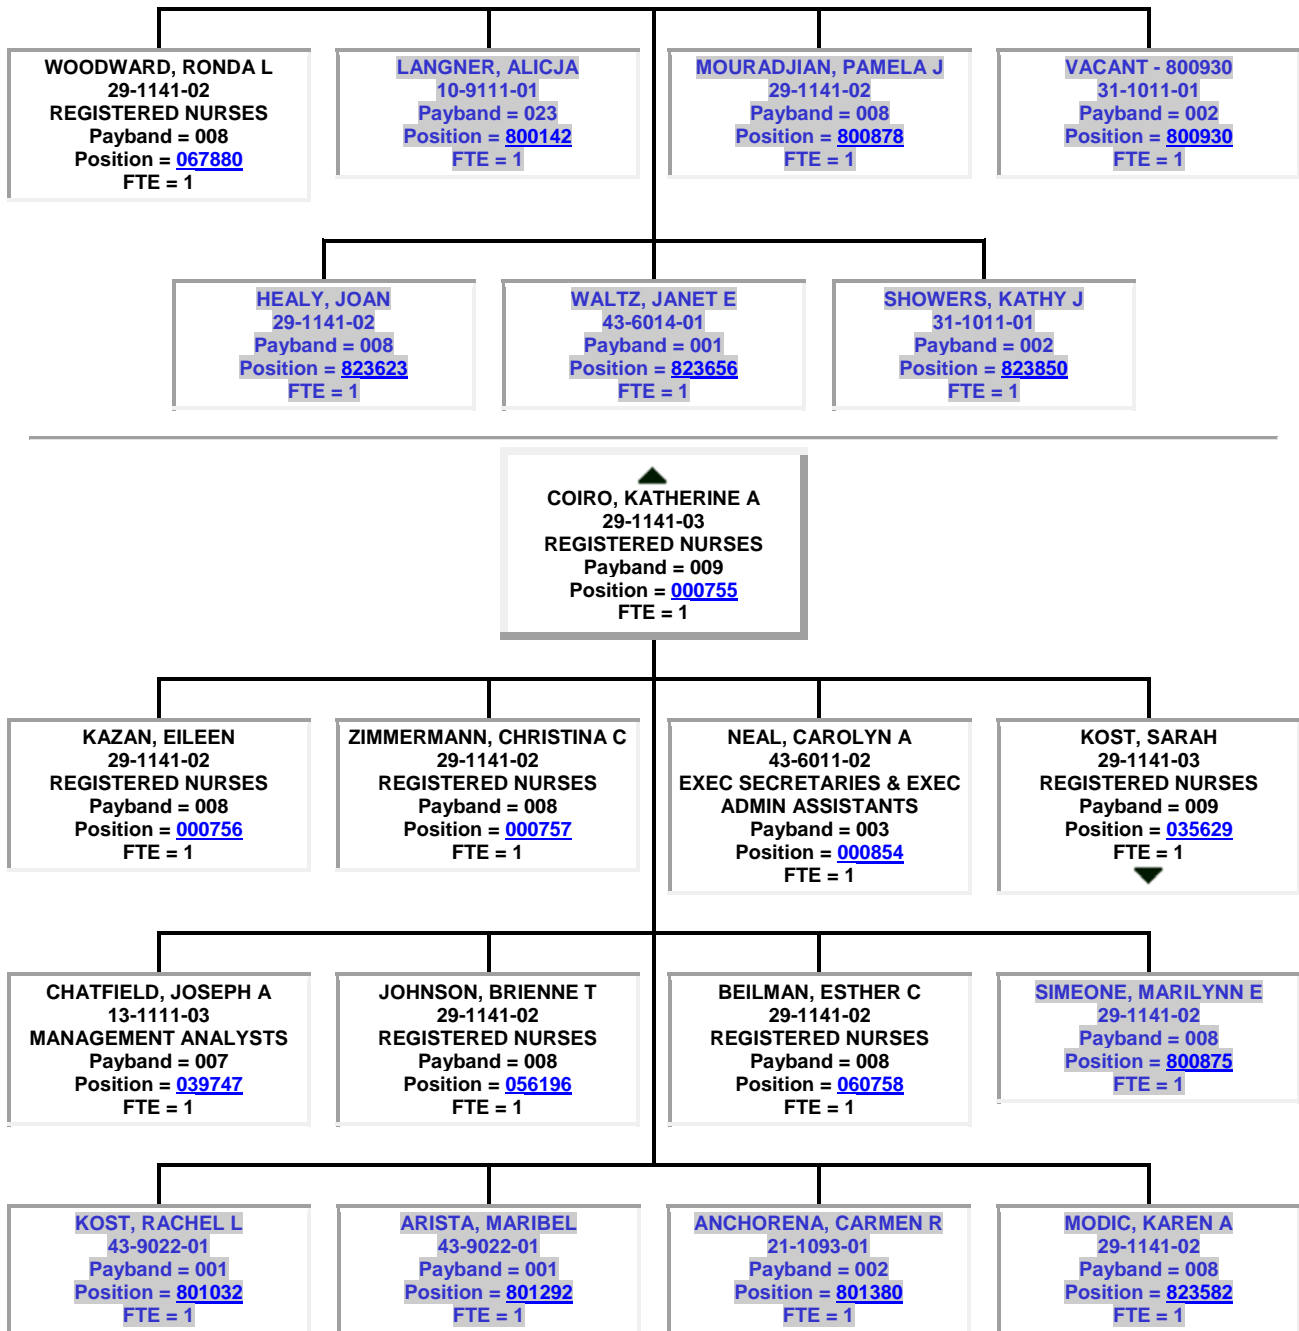 WOODWARD, RONDA L
29-1141-02
REGISTERED NURSES
Payband = 008
Position = 067880
FTE = 1
LANGNER, ALICJA
10-9111-01
Payband = 023
Position = 800142
FTE = 1
MOURADJIAN, PAMELA J
29-1141-02
Payband = 008
Position = 800878
FTE = 1
VACANT - 800930
31-1011-01
Payband = 002
Position = 800930
FTE = 1
HEALY, JOAN
29-1141-02
Payband = 008
Position = 823623
FTE = 1
WALTZ, JANET E
43-6014-01
Payband = 001
Position = 823656
FTE = 1
SHOWERS, KATHY J
31-1011-01
Payband = 002
Position = 823850
FTE = 1
COIRO, KATHERINE A
29-1141-03
REGISTERED NURSES
Payband = 009
Position = 000755
FTE = 1
KAZAN, EILEEN
29-1141-02
REGISTERED NURSES
Payband = 008
Position = 000756
FTE = 1
ZIMMERMANN, CHRISTINA C
29-1141-02
REGISTERED NURSES
Payband = 008
Position = 000757
FTE = 1
NEAL, CAROLYN A
43-6011-02
EXEC SECRETARIES & EXEC
ADMIN ASSISTANTS
Payband = 003
Position = 000854
FTE = 1
KOST, SARAH
29-1141-03
REGISTERED NURSES
Payband = 009
Position = 035629
FTE = 1
CHATFIELD, JOSEPH A
13-1111-03
MANAGEMENT ANALYSTS
Payband = 007
Position = 039747
FTE = 1
JOHNSON, BRIENNE T
29-1141-02
REGISTERED NURSES
Payband = 008
Position = 056196
FTE = 1
BEILMAN, ESTHER C
29-1141-02
REGISTERED NURSES
Payband = 008
Position = 060758
FTE = 1
SIMEONE, MARILYNN E
29-1141-02
Payband = 008
Position = 800875
FTE = 1
KOST, RACHEL L
43-9022-01
Payband = 001
Position = 801032
FTE = 1
ARISTA, MARIBEL
43-9022-01
Payband = 001
Position = 801292
FTE = 1
ANCHORENA, CARMEN R
21-1093-01
Payband = 002
Position = 801380
FTE = 1
MODIC, KAREN A
29-1141-02
Payband = 008
Position = 823582
FTE = 1